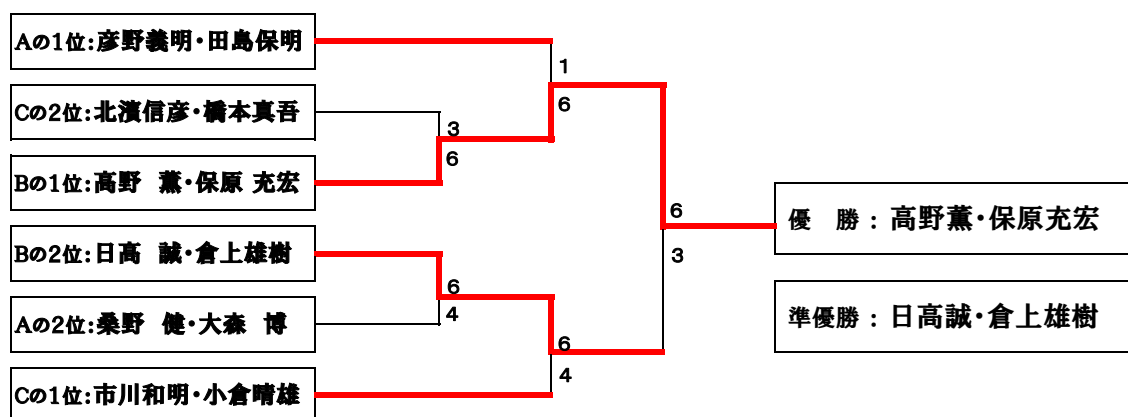 Aの1位:彦野義明・田島保明
1
Cの2位:北濱信彦・橋本真吾
6
3
Bの1位:高野　薫・保原 充宏
6
6
優　勝 : 高野薫・保原充宏
Bの2位:日高　誠・倉上雄樹
3
6
Aの2位:桑野　健・大森　博
4
準優勝 : 日高誠・倉上雄樹
6
4
Cの1位:市川和明・小倉晴雄